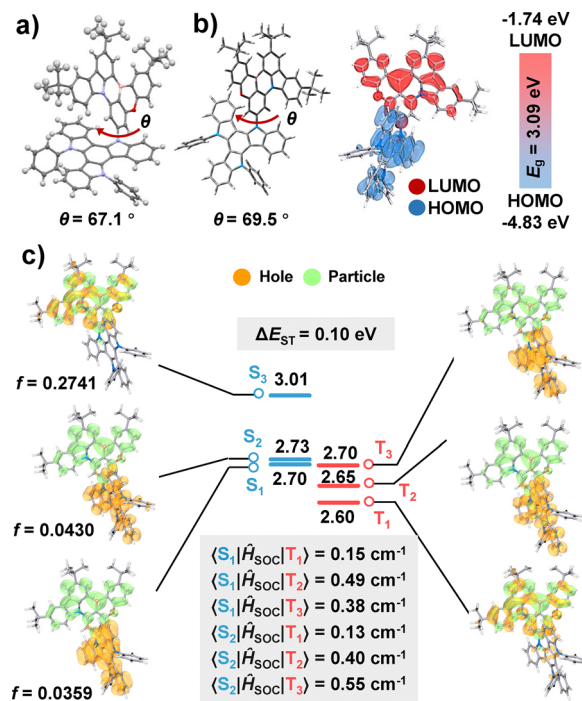 a)
b)
θ
θ
θ = 67.1 °
θ = 69.5 °
-1.74 eV
LUMO
E_g = 3.09 eV
HOMO
-4.83 eV
LUMO
HOMO
c)
Hole
Particle
ΔE_ST = 0.10 eV
f = 0.2741
S₃
3.01
f = 0.0430
S₂
2.73
S₁
2.70
f = 0.0359
2.70
T₃
2.65
T₂
2.60
T₁
⟨S₁|Ĥ_SOC|T₁⟩ = 0.15 cm⁻¹
⟨S₁|Ĥ_SOC|T₂⟩ = 0.49 cm⁻¹
⟨S₁|Ĥ_SOC|T₃⟩ = 0.38 cm⁻¹
⟨S₂|Ĥ_SOC|T₁⟩ = 0.13 cm⁻¹
⟨S₂|Ĥ_SOC|T₂⟩ = 0.40 cm⁻¹
⟨S₂|Ĥ_SOC|T₃⟩ = 0.55 cm⁻¹